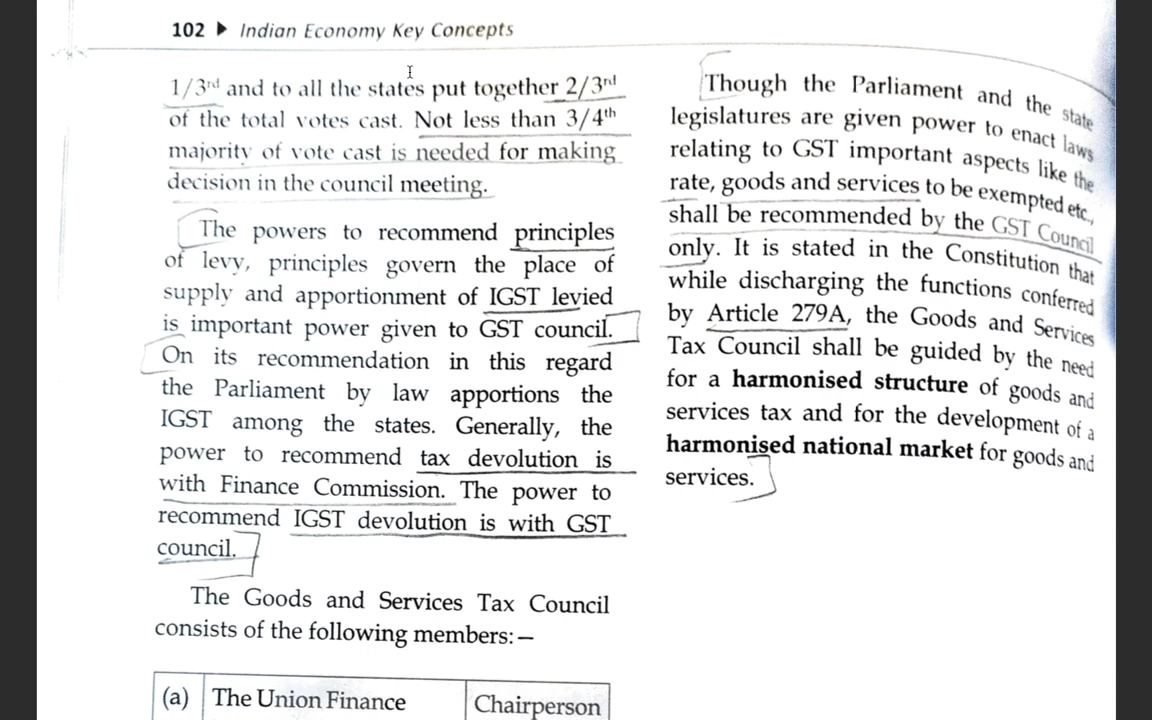 102 ▶ Indian Economy Key Concepts
1/3rd and to all the states put together 2/3rd
of the total votes cast. Not less than 3/4th
majority of vote cast is needed for making
decision in the council meeting.
The powers to recommend principles
of levy, principles govern the place of
supply and apportionment of IGST levied
is important power given to GST council.
On its recommendation in this regard
the Parliament by law apportions the
IGST among the states. Generally, the
power to recommend tax devolution is
with Finance Commission. The power to
recommend IGST devolution is with GST
council.
The Goods and Services Tax Council
consists of the following members:—
(a) The Union Finance Chairperson
Though the Parliament and the state
legislatures are given power to enact laws
relating to GST important aspects like the
rate, goods and services to be exempted etc.,
shall be recommended by the GST Council
only. It is stated in the Constitution that
while discharging the functions conferred
by Article 279A, the Goods and Services
Tax Council shall be guided by the need
for a harmonised structure of goods and
services tax and for the development of a
harmonised national market for goods and
services.